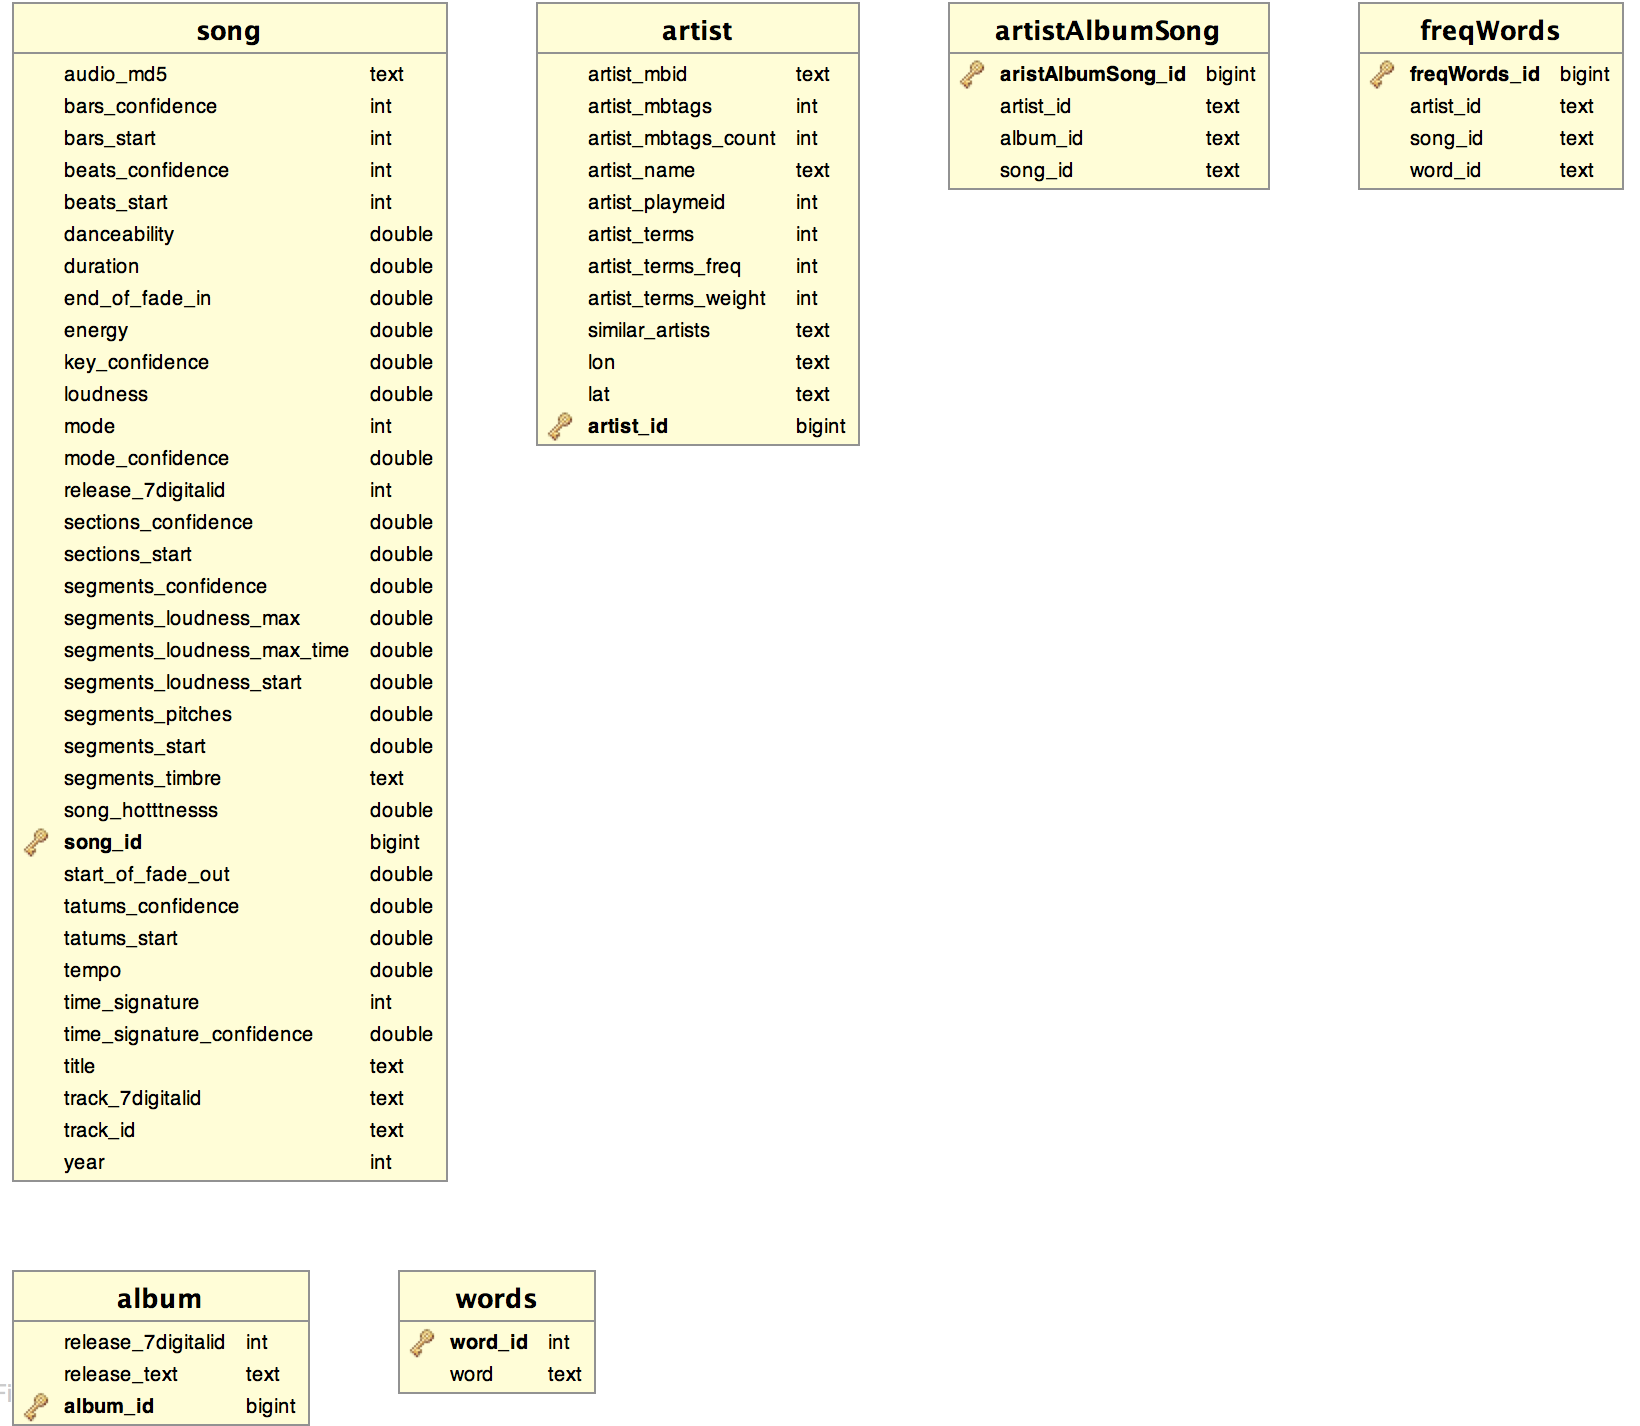 song
audio_md5 text
bars_confidence int
bars_start int
beats_confidence int
beats_start int
danceability double
duration double
end_of_fade_in double
energy double
key_confidence double
loudness double
mode int
mode_confidence double
release_7digitalid int
sections_confidence double
sections_start double
segments_confidence double
segments_loudness_max double
segments_loudness_max_time double
segments_loudness_start double
segments_pitches double
segments_start double
segments_timbre text
song_hotttnesss double
song_id bigint
start_of_fade_out double
tatums_confidence double
tatums_start double
tempo double
time_signature int
time_signature_confidence double
title text
track_7digitalid text
track_id text
year int
artist
artist_mbid text
artist_mbtags int
artist_mbtags_count int
artist_name text
artist_playmeid int
artist_terms int
artist_terms_freq int
artist_terms_weight int
similar_artists text
lon text
lat text
artist_id bigint
artistAlbumSong
aristAlbumSong_id bigint
artist_id text
album_id text
song_id text
freqWords
freqWords_id bigint
artist_id text
song_id text
word_id text
album
release_7digitalid int
release_text text
album_id bigint
words
word_id int
word text